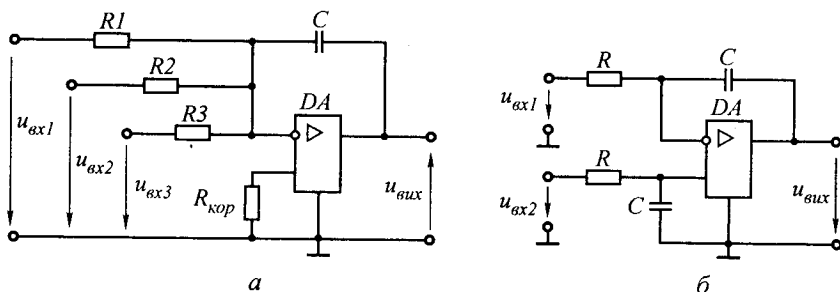 R1
C
R2
R3
DA
u вх1
u вх2
u вх3
R кор
u вих
а
R
C
DA
u вх1
R
C
u вх2
u вих
б